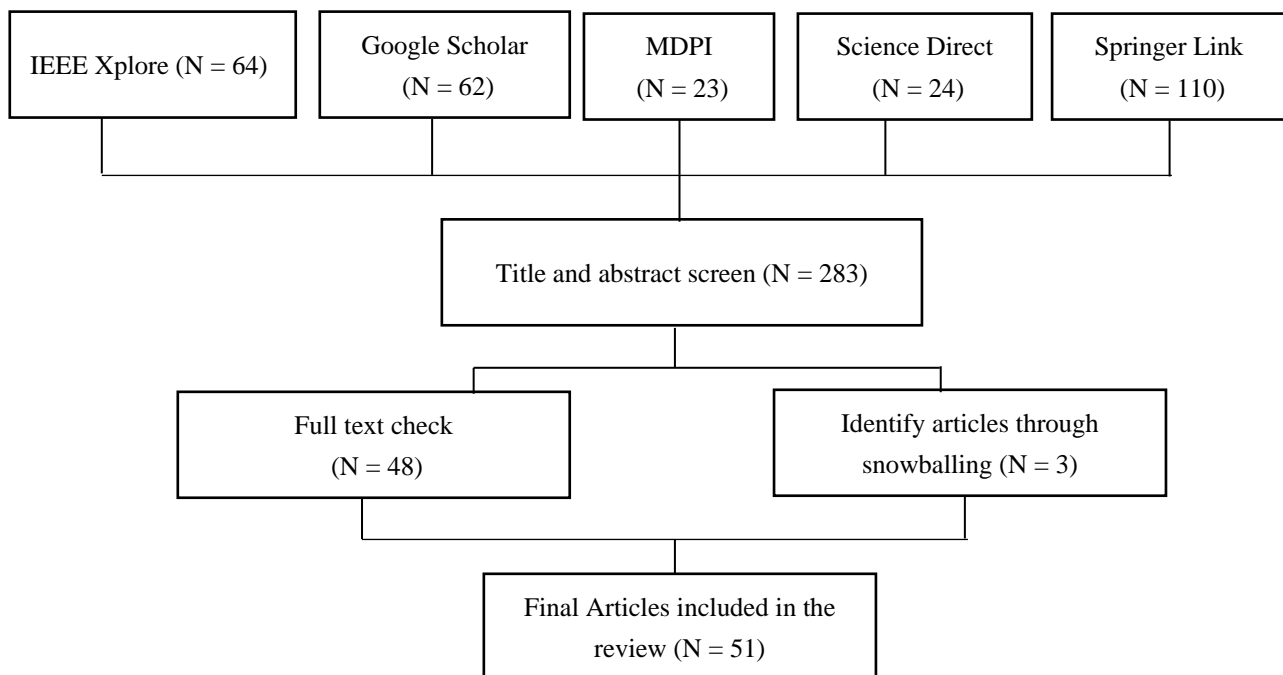 IEEE Xplore (N = 64)
Google Scholar
(N = 62)
MDPI
(N = 23)
Science Direct
(N = 24)
Springer Link
(N = 110)
Title and abstract screen (N = 283)
Full text check
(N = 48)
Identify articles through
snowballing (N = 3)
Final Articles included in the
review (N = 51)